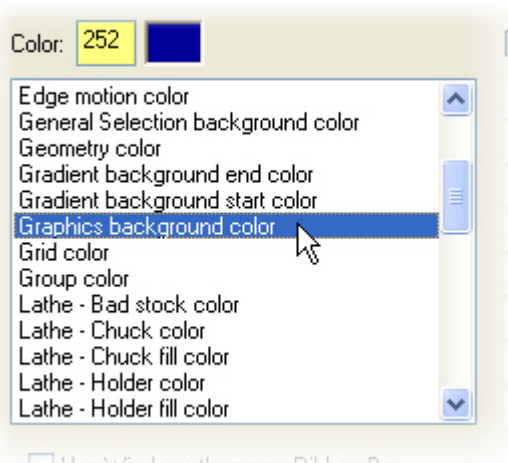 Color: 252
Edge motion color
General Selection background color
Geometry color
Gradient background end color
Gradient background start color
Graphics background color
Grid color
Group color
Lathe - Bad stock color
Lathe - Chuck color
Lathe - Chuck fill color
Lathe - Holder color
Lathe - Holder fill color